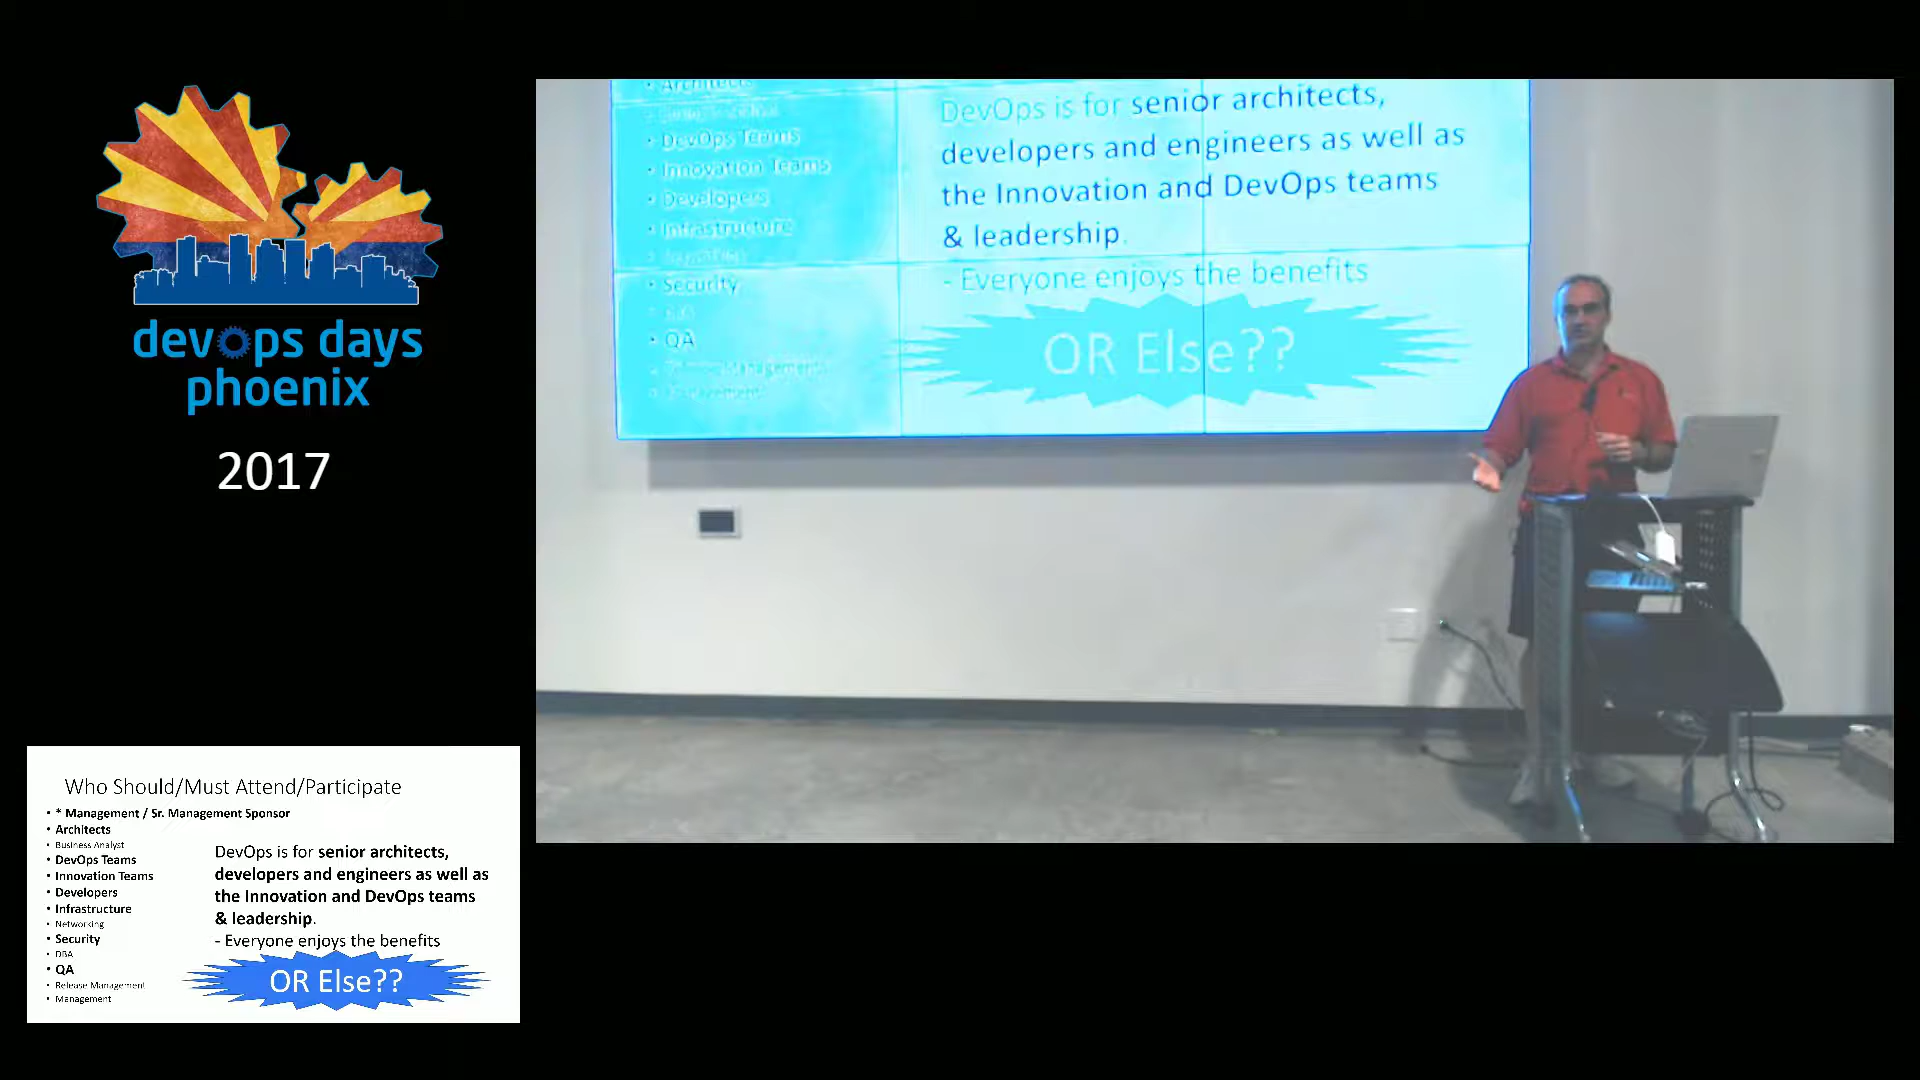 devops days
phoenix
2017
Architects
DevOps Teams
Innovation Teams
Developers
Infrastructure
Security
QA
DevOps is for senior architects,
developers and engineers as well as
the Innovation and DevOps teams
& leadership.
- Everyone enjoys the benefits
OR Else??
Who Should/Must Attend/Participate
• * Management / Sr. Management Sponsor
• Architects
• Business Analyst
• DevOps Teams
• Innovation Teams
• Developers
• Infrastructure
• Networking
• Security
• DBA
• QA
• Release Management
• Management
DevOps is for senior architects,
developers and engineers as well as
the Innovation and DevOps teams
& leadership.
- Everyone enjoys the benefits
OR Else??